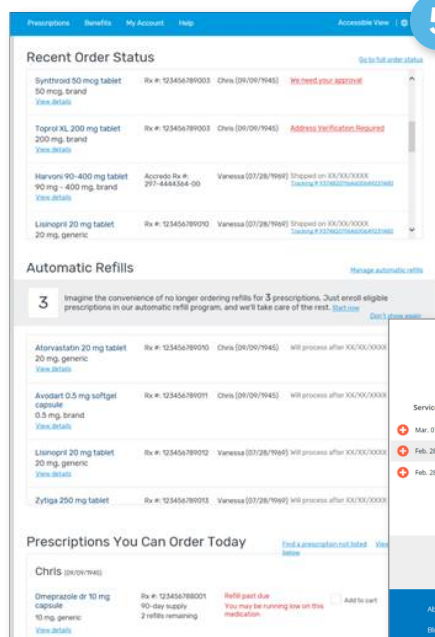 Prescriptions Benefits My Account Help Accessible View
5
Recent Order Status Go to full order status
Synthroid 50 mcg tablet Rx #: 123456789003 Chris (09/09/1945) We need your approval
50 mcg, brand
View details
Toprol XL 200 mg tablet Rx #: 123456789003 Chris (09/09/1945) Address Verification Required
200 mg, brand
View details
Harvoni 90-400 mg tablet Accredo Rx #: Vanessa (07/28/1969) Shipped on XX/XX/XXXX
90 mg - 400 mg, brand 297-4444364-00 Tracking #
View details
Lisinopril 20 mg tablet Rx #: 123456789010 Vanessa (07/28/1969) Shipped on XX/XX/XXXX
20 mg, generic Tracking #
View details
Automatic Refills Manage automatic refills
3 Imagine the convenience of no longer ordering refills for 3 prescriptions. Just enroll eligible
prescriptions in our automatic refill program, and we'll take care of the rest. Start now
Don't show again
Atorvastatin 20 mg tablet Rx #: 123456789010 Chris (09/09/1945) Will process after XX/XX/XXXX
20 mg, generic
View details
Avodart 0.5 mg softgel Rx #: 123456789011 Chris (09/09/1945) Will process after XX/XX/XXXX
capsule
0.5 mg, brand
View details
Lisinopril 20 mg tablet Rx #: 123456789012 Vanessa (07/28/1969) Will process after XX/XX/XXXX
20 mg, generic
View details
Zytiga 250 mg tablet Rx #: 123456789013 Vanessa (07/28/1969) Will process after XX/XX/XXXX
Servic
Mar. 0
Feb. 28
Feb. 28
Prescriptions You Can Order Today Find a prescription not listed View
below
Chris (09/09/1945)
Omeprazole dr 10 mg Rx #: 123456788001 Refill past due Add to cart
capsule 90-day supply You may be running low on this
10 mg, generic 2 refills remaining medication
View details
Ab
Bl